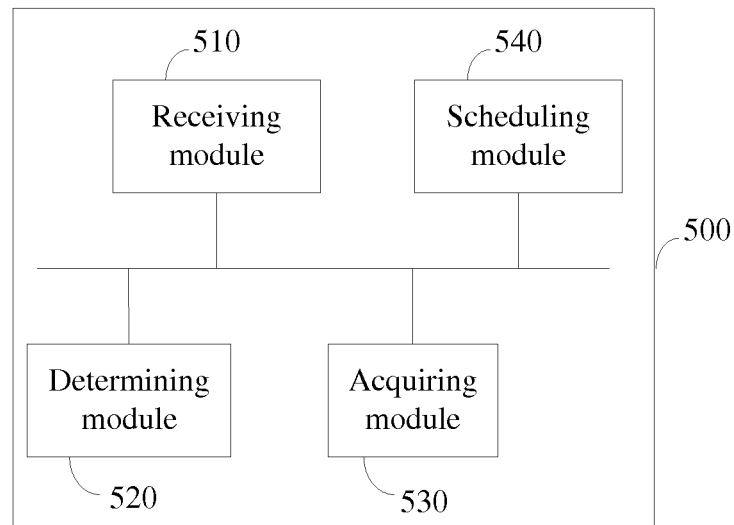 510
540
Receiving
module
Scheduling
module
500
Determining
module
Acquiring
module
520
530